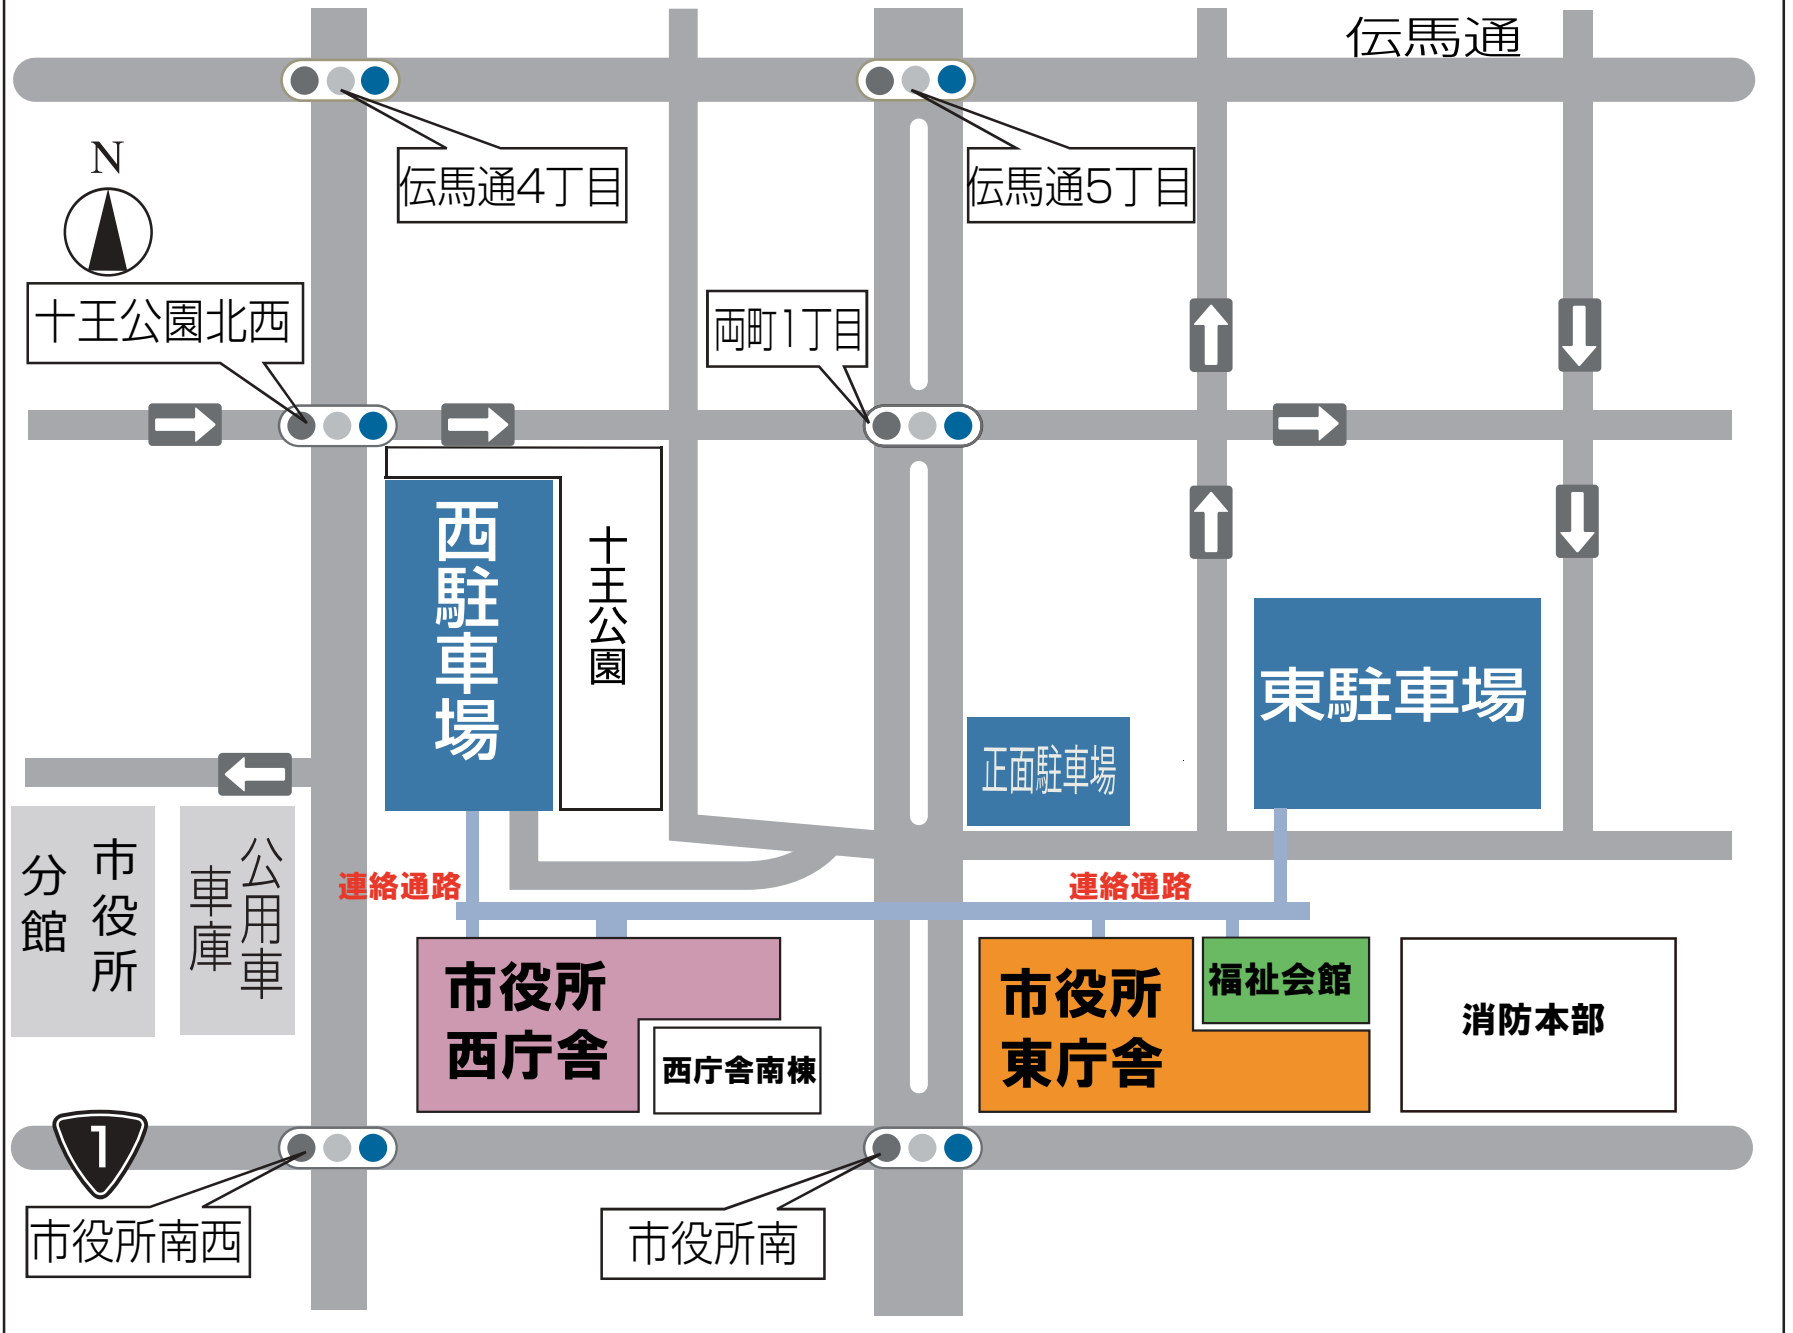 伝馬通
N
伝馬通4丁目
伝馬通5丁目
十王公園北西
両町1丁目
西駐車場
十王公園
東駐車場
正面駐車場
市役所
分館
公用車
車庫
連絡通路
連絡通路
市役所
西庁舎
西庁舎南棟
市役所
東庁舎
福祉会館
消防本部
1
市役所南西
市役所南